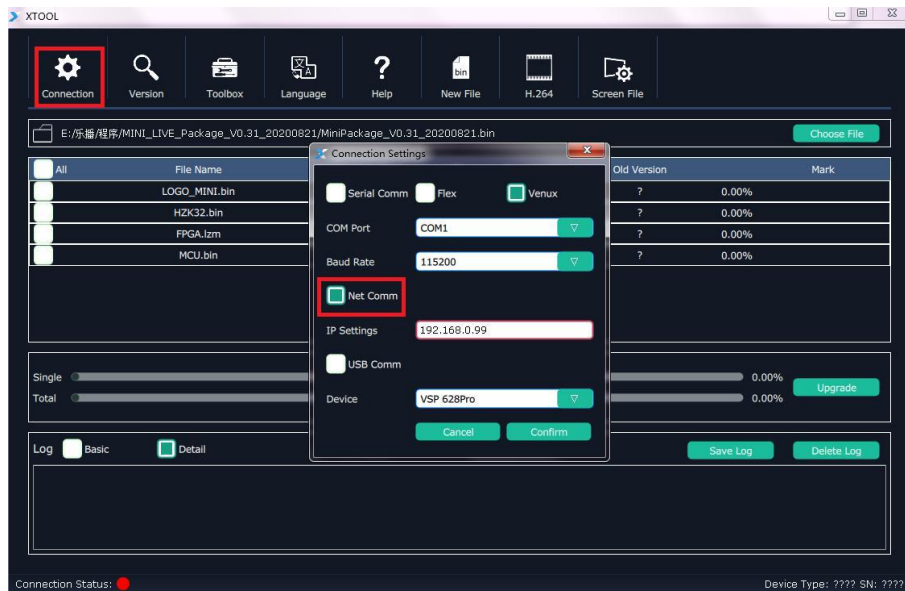 XTOOL
Connection Version Toolbox Language Help New File H.264 Screen File
bin
E:/乐播/程序/MINI_LIVE_Package_V0.31_20200821/MiniPackage_V0.31_20200821.bin Choose File
All File Name Old Version Mark
LOGO_MINI.bin ? 0.00%
HZK32.bin ? 0.00%
FPGA.lzm ? 0.00%
MCU.bin ? 0.00%
Connection Settings
Serial Comm Flex Venux
COM Port COM1
Baud Rate 115200
Net Comm
IP Settings 192.168.0.99
USB Comm
Device VSP 628Pro
Cancel Confirm
Single 0.00%
Total 0.00%
Upgrade
Log Basic Detail Save Log Delete Log
Connection Status: Device Type: ???? SN: ????